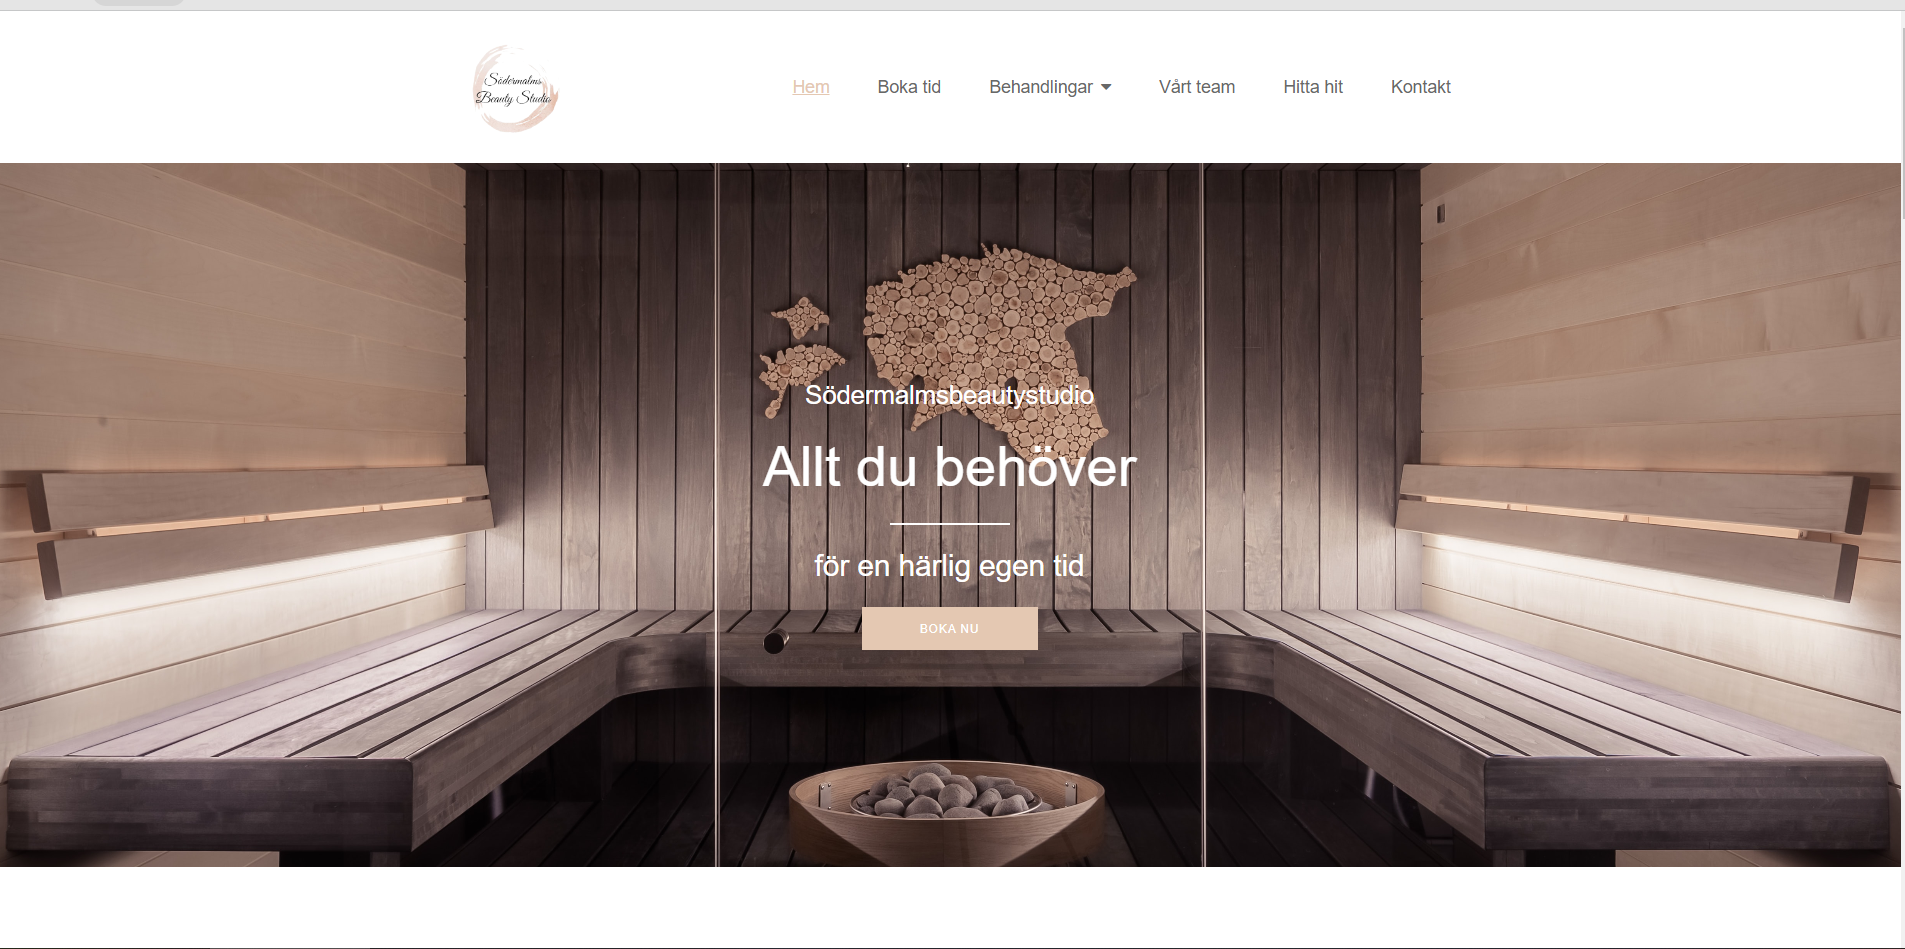 Södermalms
Beauty Studio
Hem
Boka tid
Behandlingar
Vårt team
Hitta hit
Kontakt
Södermalmsbeautystudio
Allt du behöver
för en härlig egen tid
BOKA NU